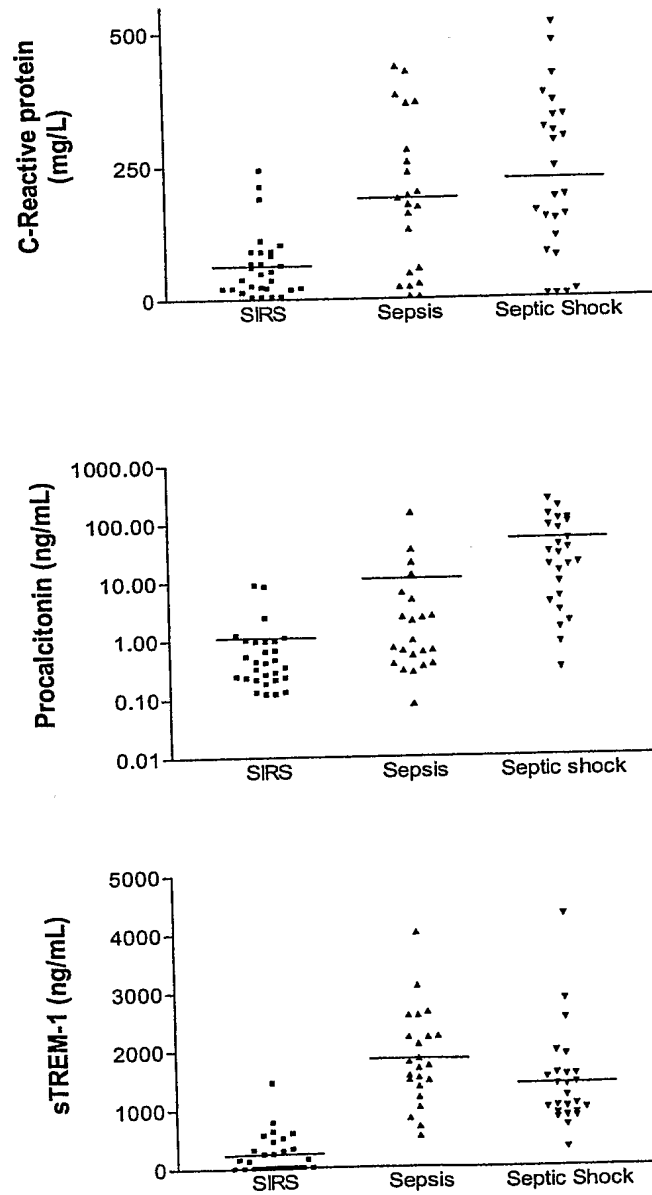 C-Reactive protein
(mg/L)
500
250
0
SIRS
Sepsis
Septic Shock
Procalcitonin (ng/mL)
1000.00
100.00
10.00
1.00
0.10
0.01
SIRS
Sepsis
Septic shock
sTREM-1 (ng/mL)
5000
4000
3000
2000
1000
0
SIRS
Sepsis
Septic Shock